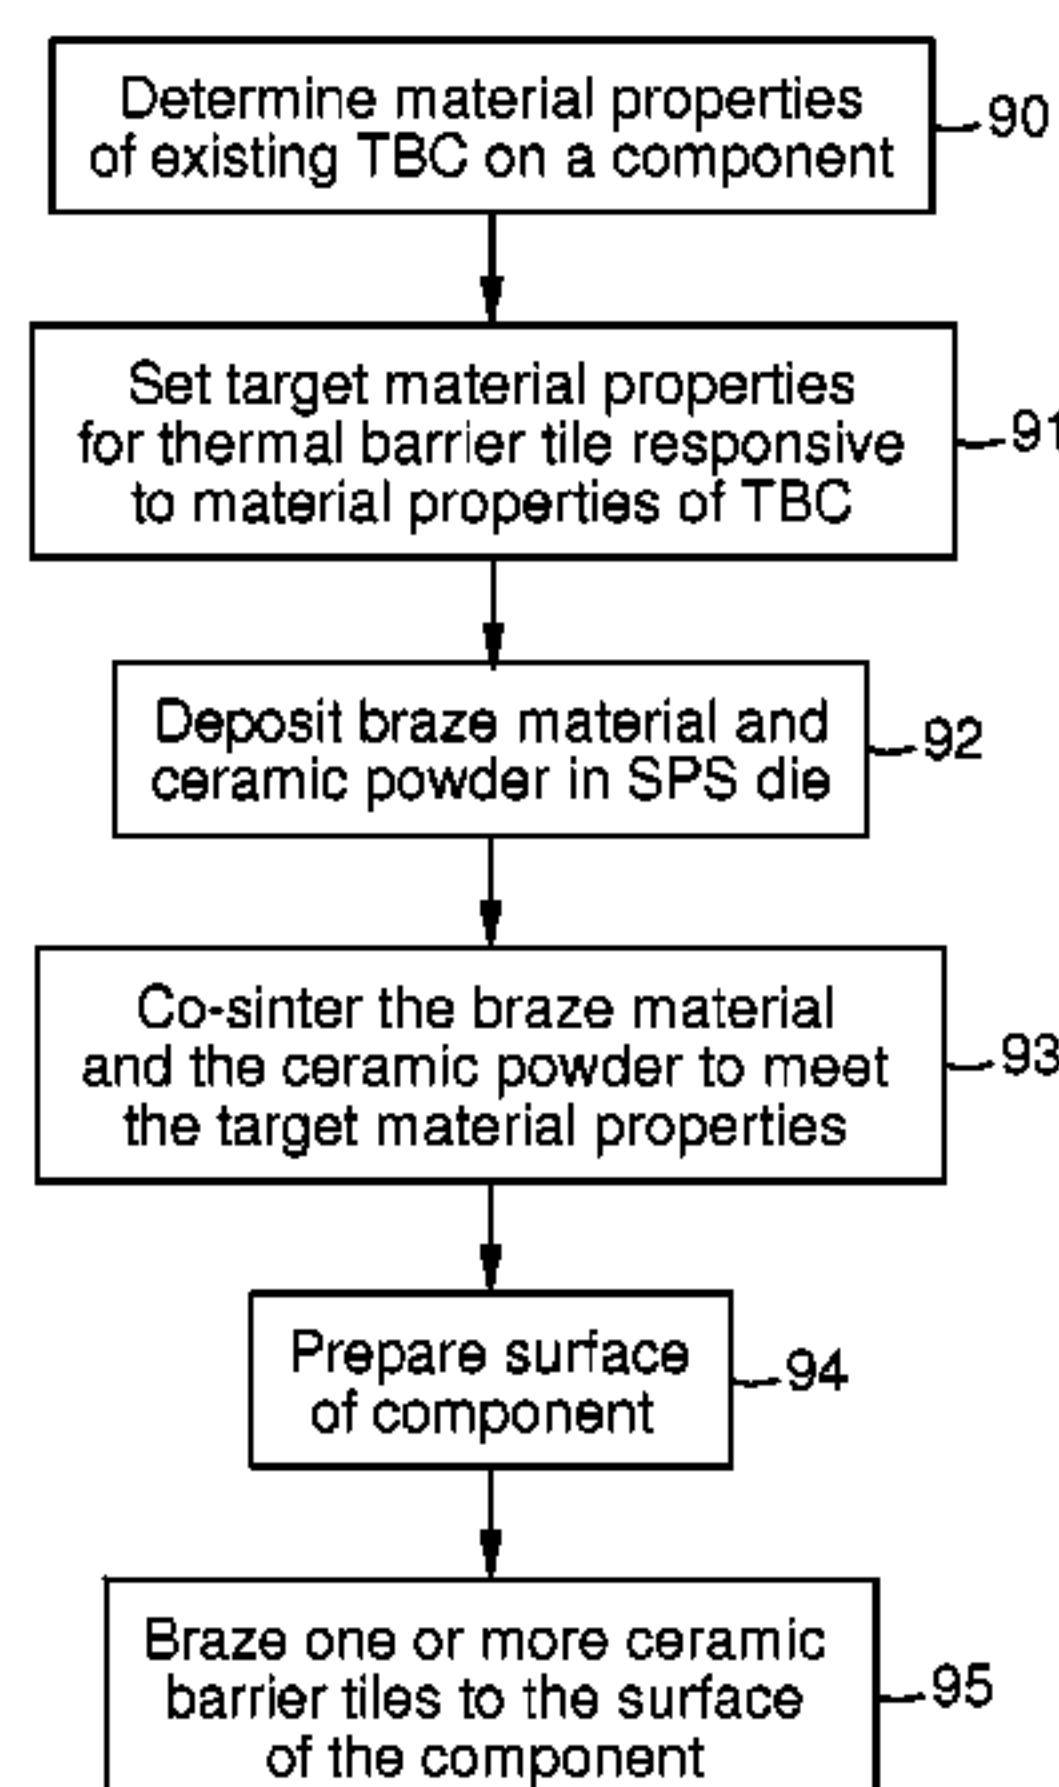 Determine material properties
of existing TBC on a component
90
Set target material properties
for thermal barrier tile responsive
to material properties of TBC
91
Deposit braze material and
ceramic powder in SPS die
92
Co-sinter the braze material
and the ceramic powder to meet
the target material properties
93
Prepare surface
of component
94
Braze one or more ceramic
barrier tiles to the surface
of the component
95